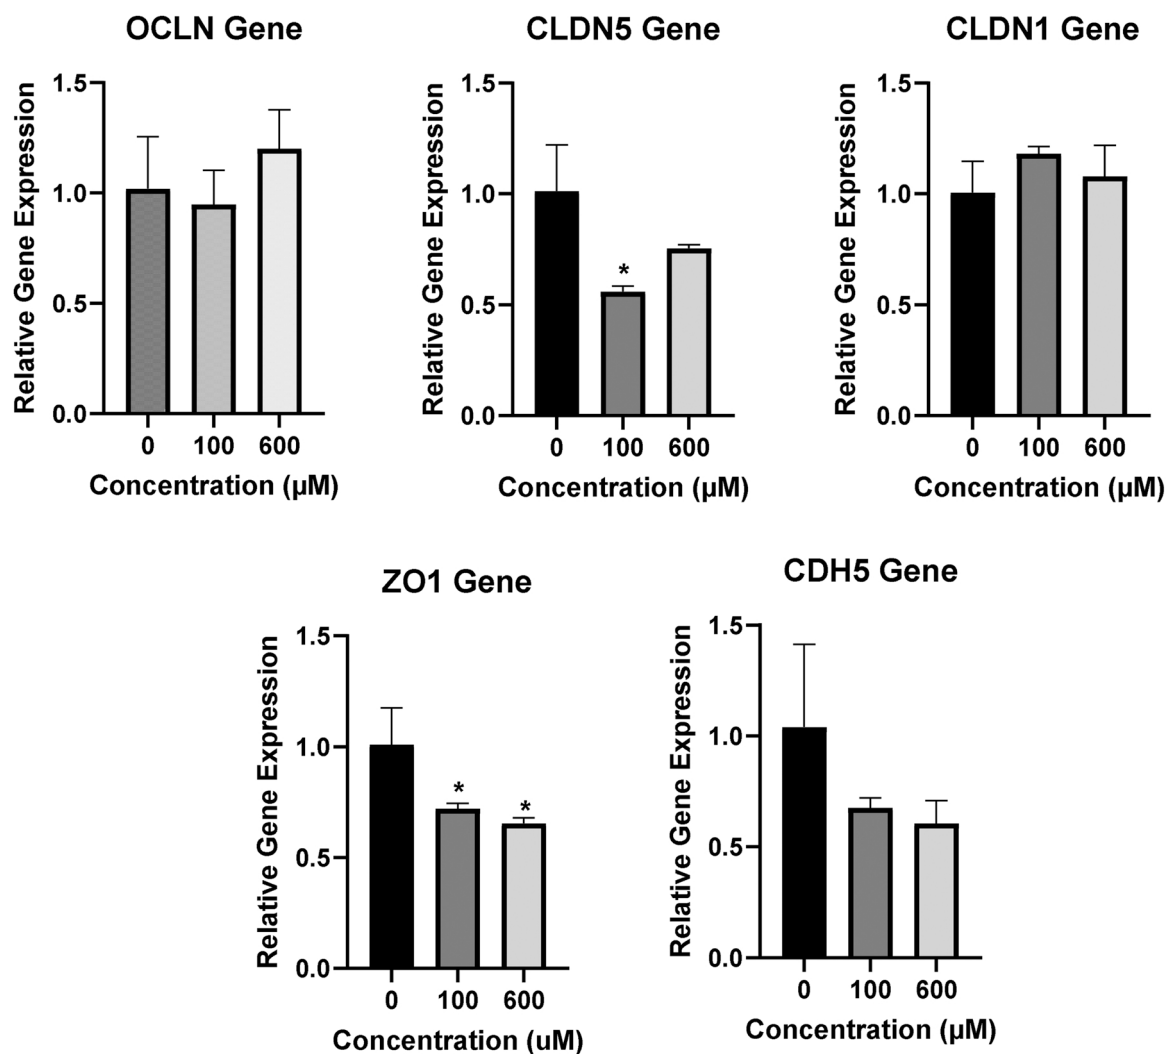 OCLN Gene
Relative Gene Expression
1.5
1.0
0.5
0.0
0 100 600
Concentration (µM)
CLDN5 Gene
Relative Gene Expression
1.5
1.0
0.5
0.0
*
0 100 600
Concentration (µM)
CLDN1 Gene
Relative Gene Expression
1.5
1.0
0.5
0.0
0 100 600
Concentration (µM)
ZO1 Gene
Relative Gene Expression
1.5
1.0
0.5
0.0
* *
0 100 600
Concentration (uM)
CDH5 Gene
Relative Gene Expression
1.5
1.0
0.5
0.0
0 100 600
Concentration (µM)